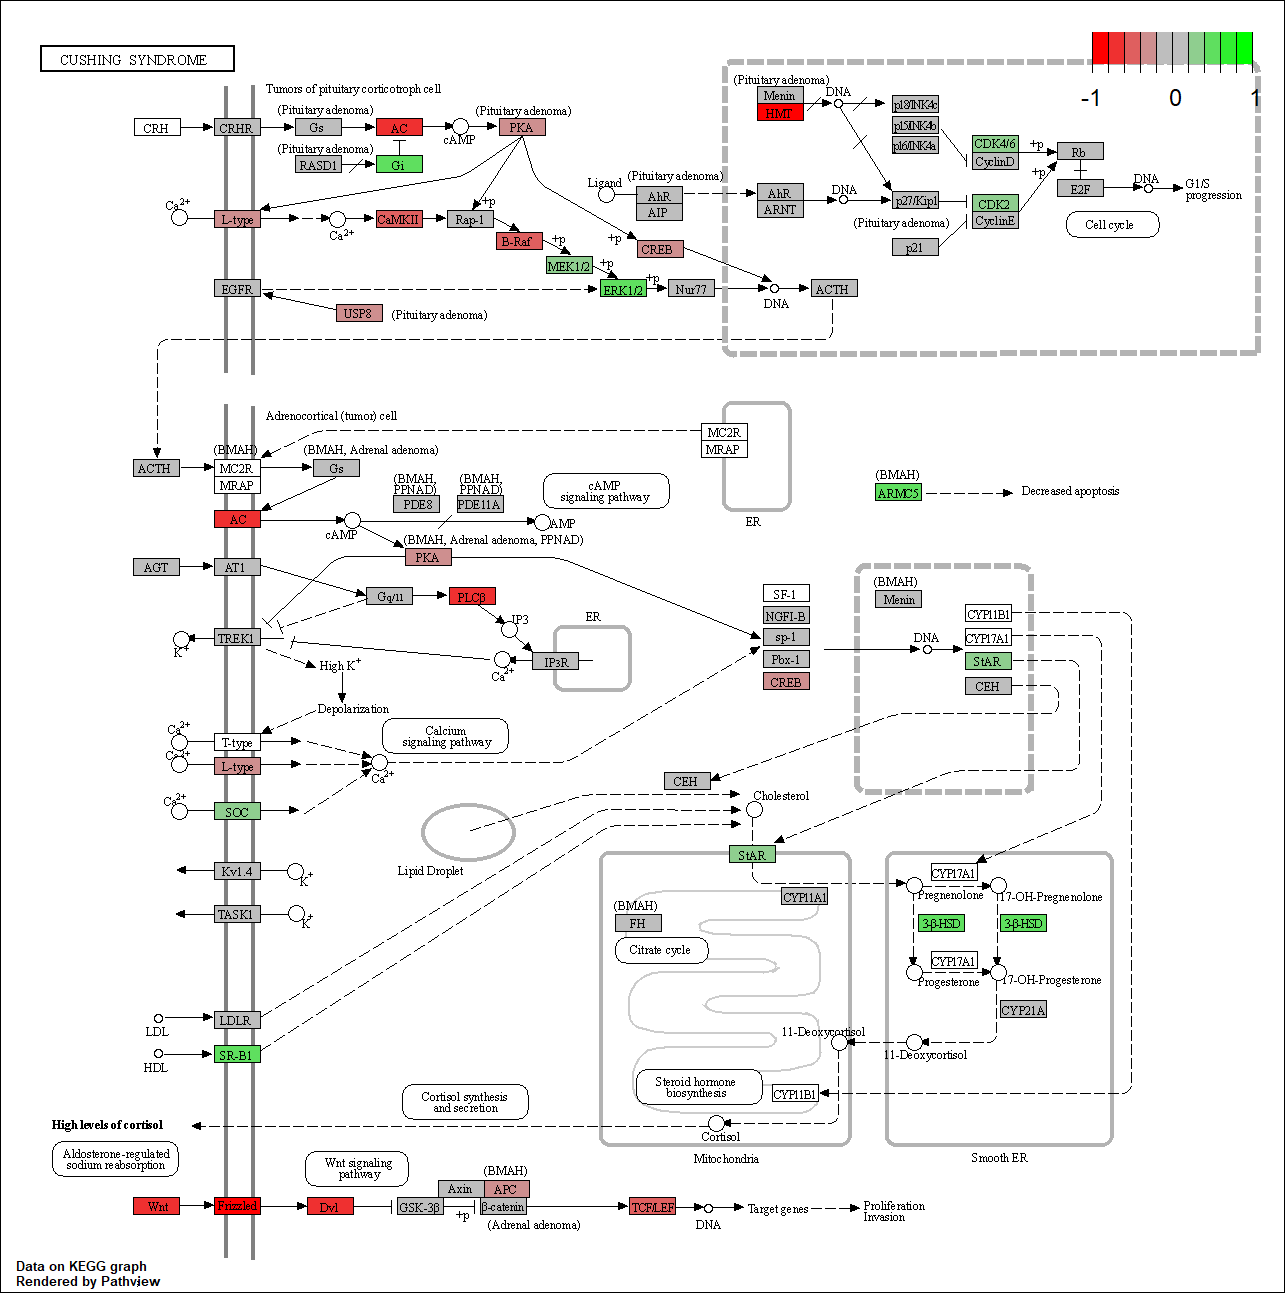 CUSHING SYNDROME
-1 0 1
Tumors of pituitary corticotroph cell
(Pituitary adenoma)
(Pituitary adenoma)
(Pituitary adenoma)
CRH
CRHR
Gs
AC
cAMP
PKA
(Pituitary adenoma)
RASD1
Gi
Menin
HMT
DNA
p18/INK4c
p15/INK4b
p16/INK4a
CDK4/6
CyclinD
+p
Rb
+p
E2F
DNA
G1/S
progression
Ligand
(Pituitary adenoma)
AhR
AIP
AhR
ARNT
DNA
p27/Kip1
(Pituitary adenoma)
p21
CDK2
CyclinE
Cell cycle
Ca2+
L-type
Ca2+
CaMKII
+p
Rap-1
B-Raf
+p
MEK1/2
+p
ERK1/2
+p
Nur77
+p
CREB
DNA
ACTH
EGFR
USP8
(Pituitary adenoma)
Adrenocortical (tumor) cell
MC2R
MRAP
ER
ACTH
(BMAH)
MC2R
MRAP
(BMAH, Adrenal adenoma)
Gs
(BMAH,
PPNAD)
PDE8
(BMAH,
PPNAD)
PDE11A
cAMP
signaling pathway
(BMAH)
ARMC5
Decreased apoptosis
AC
cAMP
AMP
(BMAH, Adrenal adenoma, PPNAD)
PKA
AGT
AT1
Gq/11
PLCβ
IP3
ER
IP3R
Ca2+
K+
TREK1
High K+
Depolarization
SF-1
NGFI-B
sp-1
Pbx-1
CREB
(BMAH)
Menin
DNA
CYP11B1
CYP17A1
StAR
CEH
Ca2+
T-type
Ca2+
L-type
Ca2+
Calcium
signaling pathway
Ca2+
SOC
CEH
Cholesterol
Lipid Droplet
StAR
Kv1.4
K+
TASK1
K+
CYP11A1
(BMAH)
FH
Citrate cycle
CYP17A1
Pregnenolone
17-OH-Pregnenolone
3-β-HSD
3-β-HSD
CYP17A1
Progesterone
17-OH-Progesterone
CYP21A
LDL
LDLR
HDL
SR-B1
11-Deoxycortisol
11-Deoxycortisol
Steroid hormone
biosynthesis
CYP11B1
Cortisol synthesis
and secretion
High levels of cortisol
Cortisol
Mitochondria
Smooth ER
Aldosterone-regulated
sodium reabsorption
Wnt signaling
pathway
(BMAH)
Axin
APC
Wnt
Frizzled
Dvl
GSK-3β
+p
β-catenin
(Adrenal adenoma)
TCF/LEF
DNA
Target genes
Proliferation
Invasion
Data on KEGG graph
Rendered by Pathview